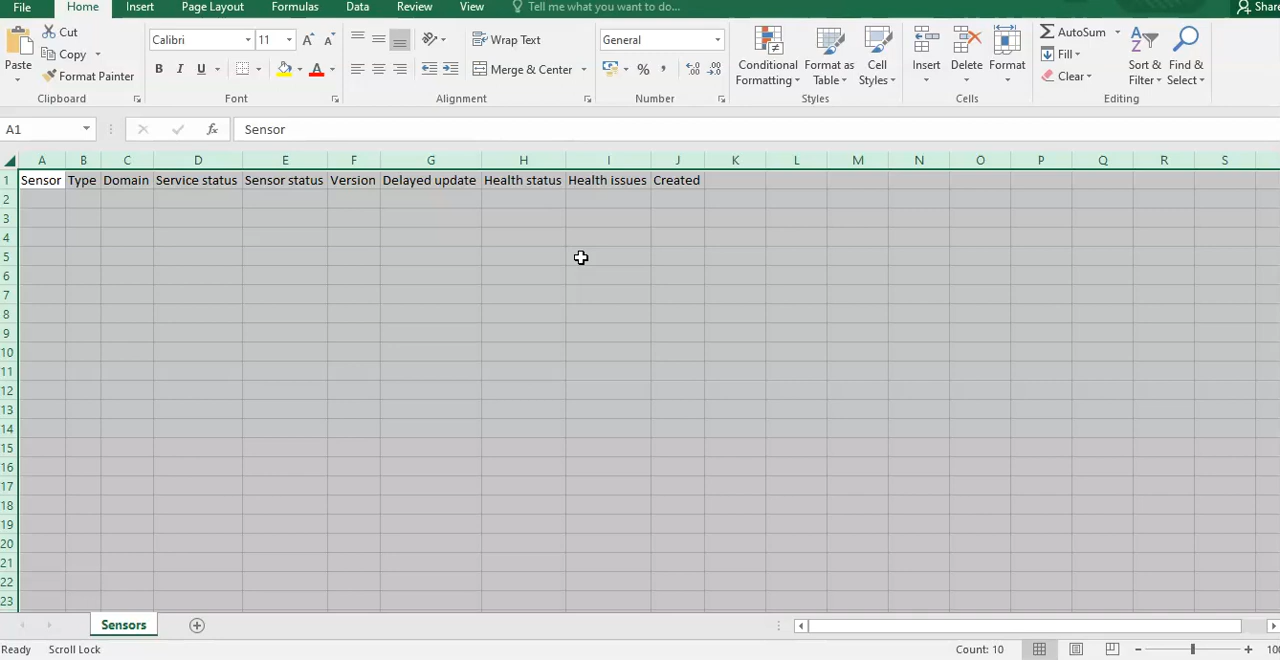 File Home Insert Page Layout Formulas Data Review View Tell me what you want to do... Share
Paste Cut Calibri 11 A A Wrap Text General Conditional Formatting Format as Table Cell Styles Insert Delete Format AutoSum Sort & Filter Find & Select
Copy Fill
Format Painter B I U A Merge & Center % , .0 .00 .00 .0 Clear
Clipboard Font Alignment Number Styles Cells Editing
A1 fx Sensor
A B C D E F G H I J K L M N O P Q R S
1 Sensor Type Domain Service status Sensor status Version Delayed update Health status Health issues Created
2
3
4
5
6
7
8
9
10
11
12
13
14
15
16
17
18
19
20
21
22
23
Sensors
Ready Scroll Lock Count: 10 - +